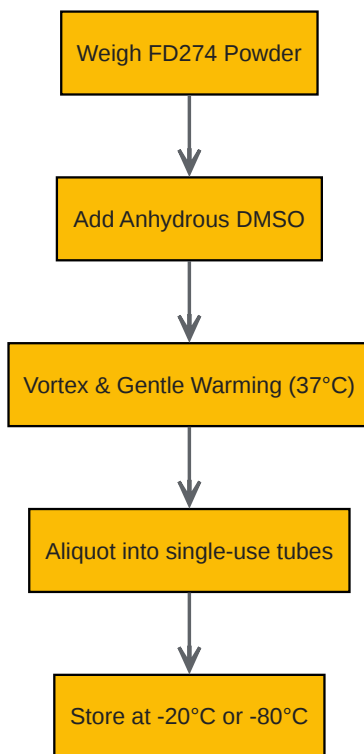 Weigh FD274 Powder
Add Anhydrous DMSO
Vortex & Gentle Warming (37°C)
Aliquot into single-use tubes
Store at -20°C or -80°C